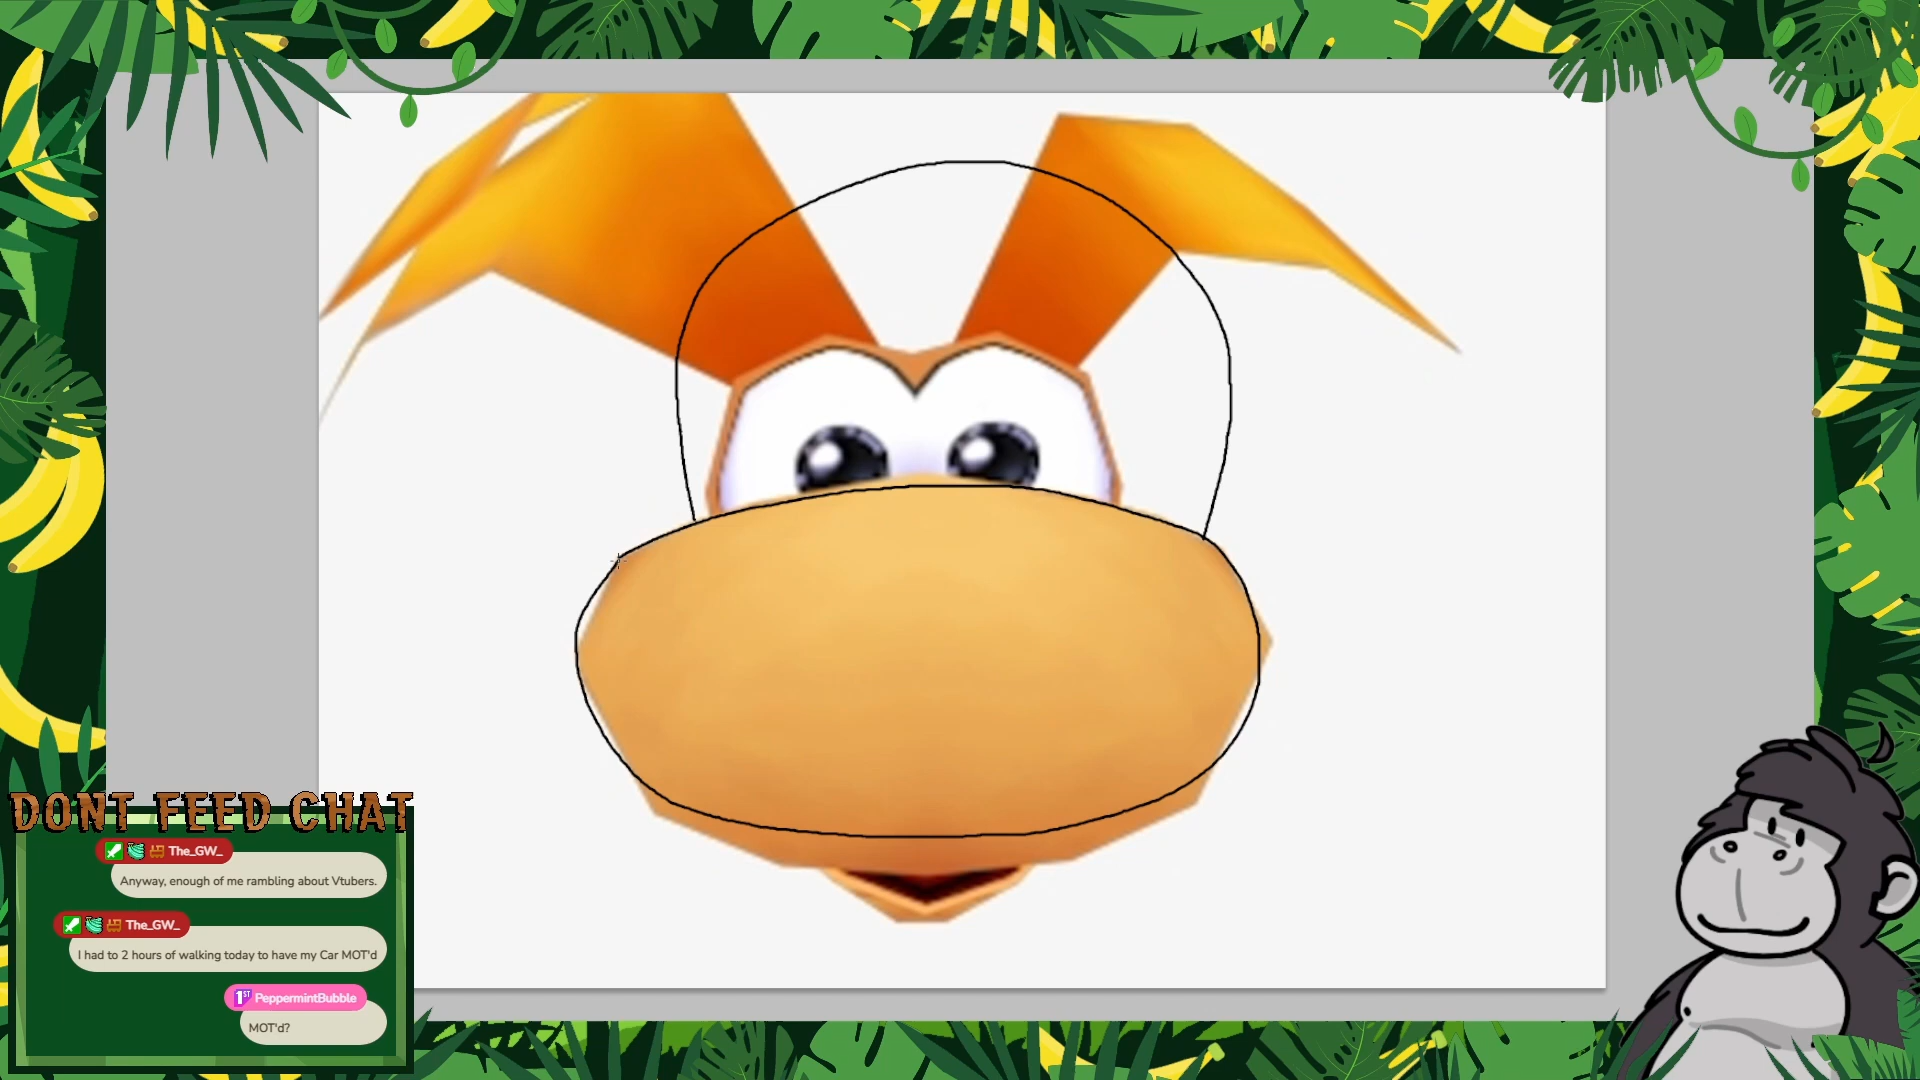 DONT FEED CHAT
The_GW_
Anyway, enough of me rambling about Vtubers.
The_GW_
I had to 2 hours of walking today to have my Car MOT'd
1ST PeppermintBubble
MOT'd?